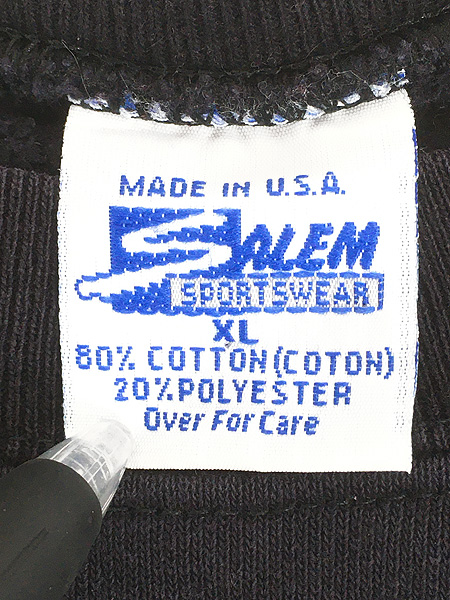 MADE IN U.S.A.
SALEM
SPORTSWEAR
XL
80% COTTON (COTON)
20% POLYESTER
Over For Care